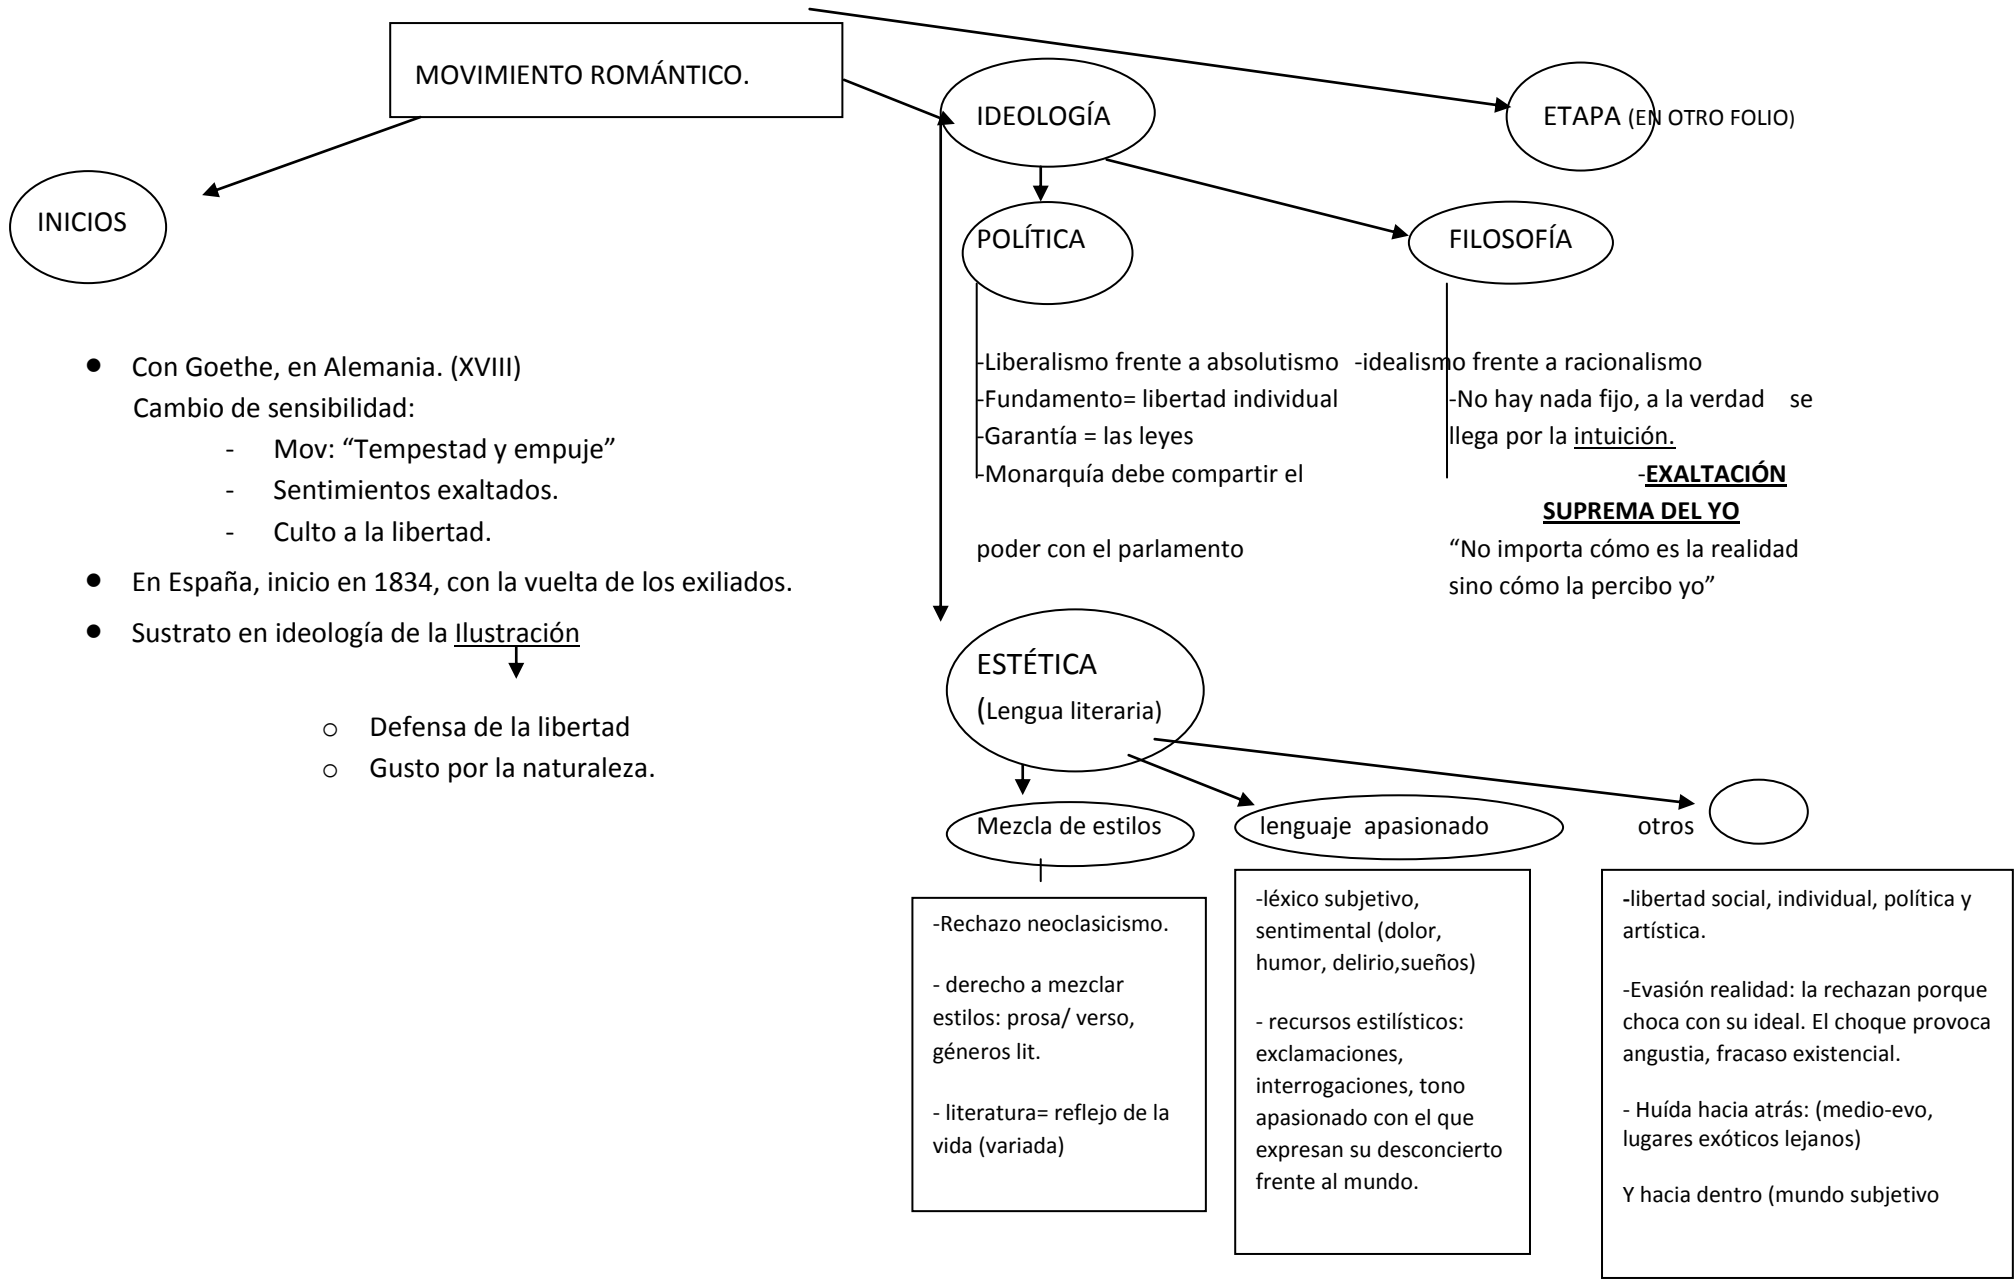 MOVIMIENTO ROMÁNTICO.
IDEOLOGÍA
ETAPA (EN OTRO FOLIO)
INICIOS
POLÍTICA
FILOSOFÍA
• Con Goethe, en Alemania. (XVIII)
Cambio de sensibilidad:
- Mov: “Tempestad y empuje”
- Sentimientos exaltados.
- Culto a la libertad.
• En España, inicio en 1834, con la vuelta de los exiliados.
• Sustrato en ideología de la Ilustración
o Defensa de la libertad
o Gusto por la naturaleza.
-Liberalismo frente a absolutismo
-Fundamento= libertad individual
-Garantía = las leyes
-Monarquía debe compartir el
poder con el parlamento
-idealismo frente a racionalismo
-No hay nada fijo, a la verdad se
llega por la intuición.
-EXALTACIÓN
SUPREMA DEL YO
“No importa cómo es la realidad
sino cómo la percibo yo”
ESTÉTICA
(Lengua literaria)
Mezcla de estilos
lenguaje apasionado
otros
-Rechazo neoclasicismo.
- derecho a mezclar
estilos: prosa/ verso,
géneros lit.
- literatura= reflejo de la
vida (variada)
-léxico subjetivo,
sentimental (dolor,
humor, delirio,sueños)
- recursos estilísticos:
exclamaciones,
interrogaciones, tono
apasionado con el que
expresan su desconcierto
frente al mundo.
-libertad social, individual, política y
artística.
-Evasión realidad: la rechazan porque
choca con su ideal. El choque provoca
angustia, fracaso existencial.
- Huída hacia atrás: (medio-evo,
lugares exóticos lejanos)
Y hacia dentro (mundo subjetivo